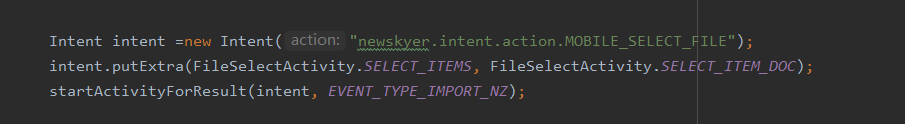 Intent intent =new Intent( action: "newskyer.intent.action.MOBILE_SELECT_FILE");
intent.putExtra(FileSelectActivity.SELECT_ITEMS, FileSelectActivity.SELECT_ITEM_DOC);
startActivityForResult(intent, EVENT_TYPE_IMPORT_NZ);